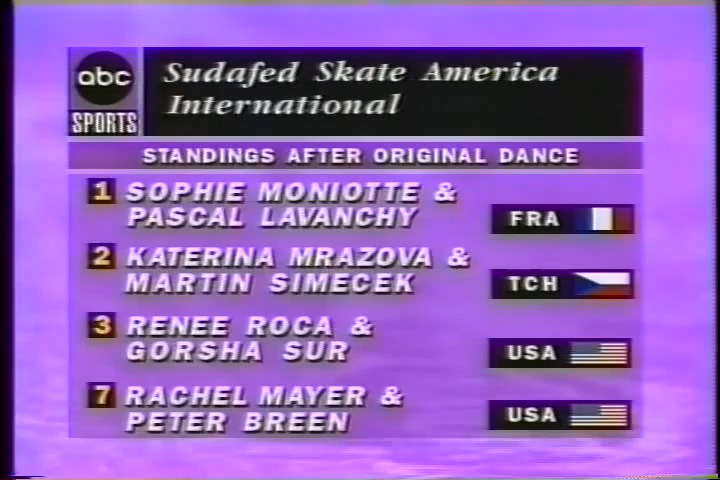 abc
SPORTS
Sudafed Skate America
International
STANDINGS AFTER ORIGINAL DANCE
1 SOPHIE MONIOTTE &
PASCAL LAVANCHY
FRA
2 KATERINA MRAZOVA &
MARTIN SIMECEK
TCH
3 RENEE ROCA &
GORSHA SUR
USA
7 RACHEL MAYER &
PETER BREEN
USA